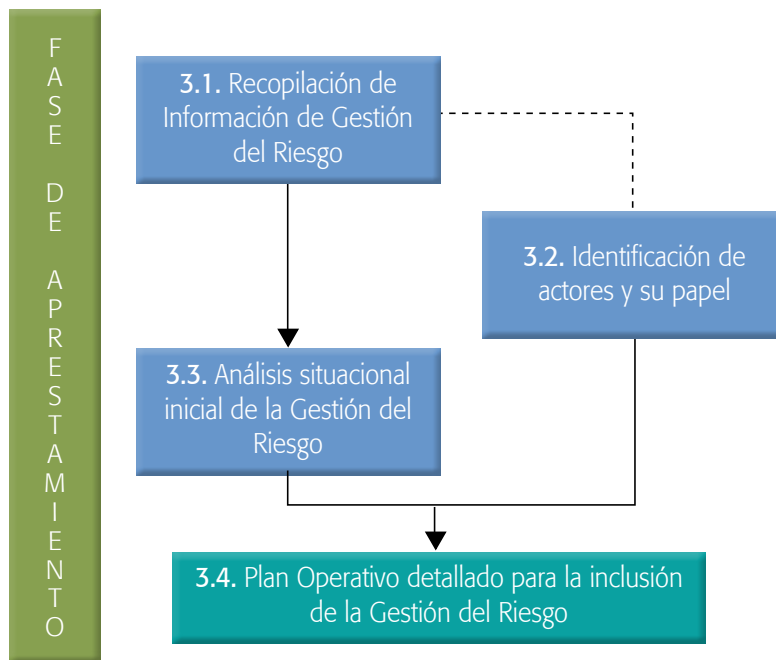 FASE DE APRESTAMIENTO
3.1. Recopilación de
Información de Gestión
del Riesgo
3.2. Identificación de
actores y su papel
3.3. Análisis situacional
inicial de la Gestión del
Riesgo
3.4. Plan Operativo detallado para la inclusión
de la Gestión del Riesgo